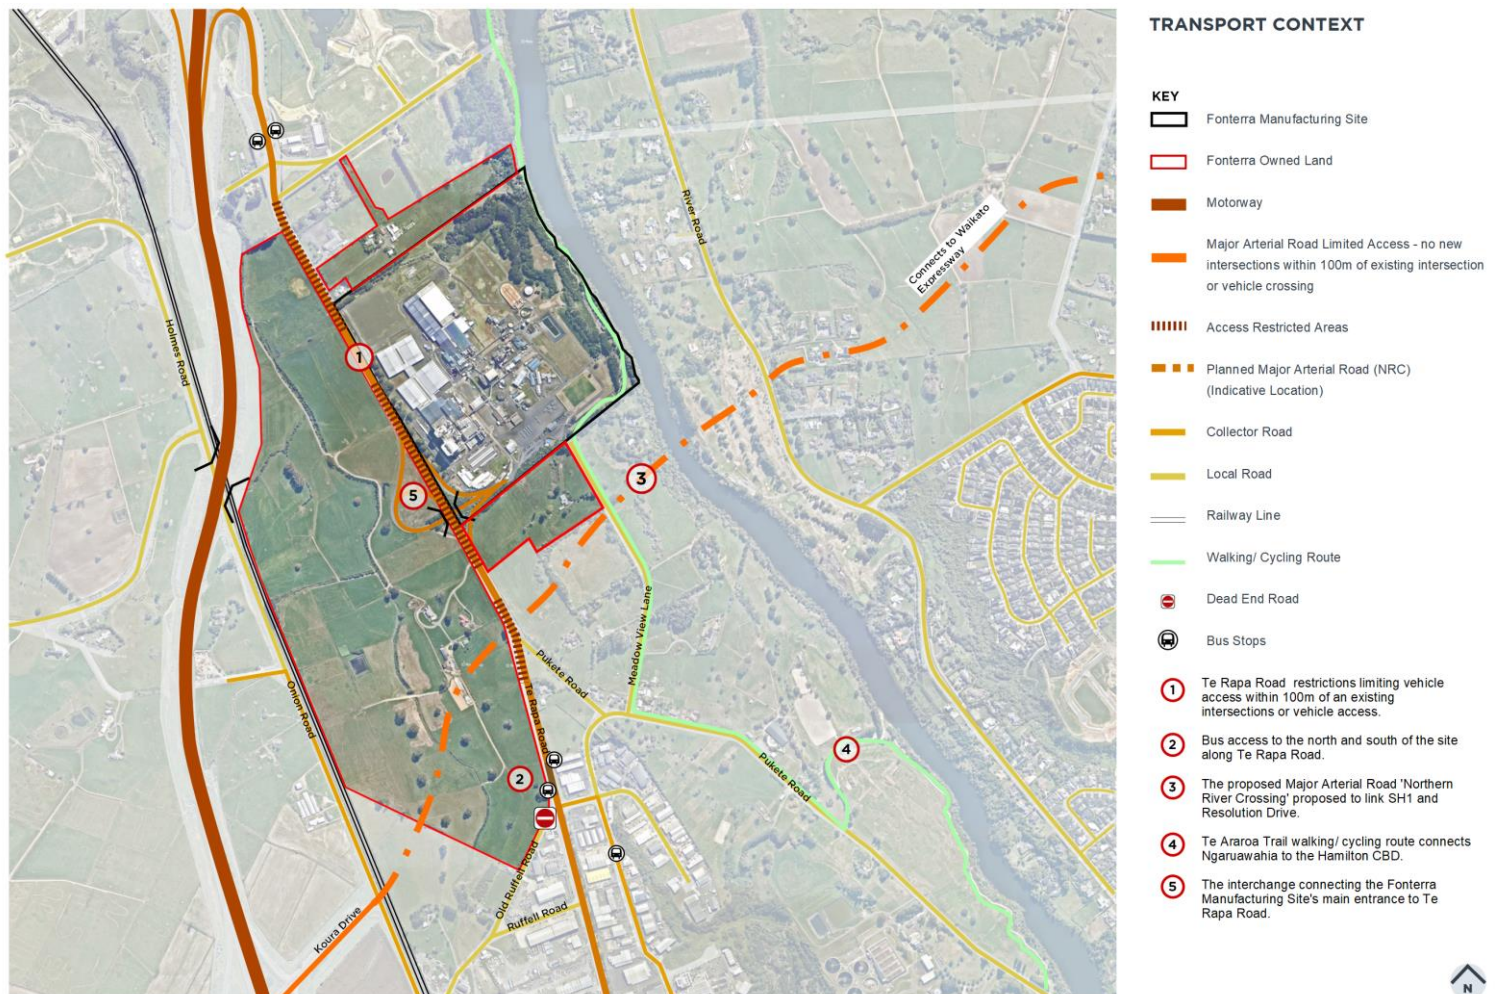 TRANSPORT CONTEXT
KEY
Fonterra Manufacturing Site
Fonterra Owned Land
Motorway
Major Arterial Road Limited Access - no new
intersections within 100m of existing intersection
or vehicle crossing
Access Restricted Areas
Planned Major Arterial Road (NRC)
(Indicative Location)
Collector Road
Local Road
Railway Line
Walking/ Cycling Route
Dead End Road
Bus Stops
1 Te Rapa Road restrictions limiting vehicle
access within 100m of an existing
intersections or vehicle access.
2 Bus access to the north and south of the site
along Te Rapa Road.
3 The proposed Major Arterial Road 'Northern
River Crossing' proposed to link SH1 and
Resolution Drive.
4 Te Araroa Trail walking/ cycling route connects
Ngaruawahia to the Hamilton CBD.
5 The interchange connecting the Fonterra
Manufacturing Site's main entrance to Te
Rapa Road.
N
River Road
Connects to Waikato
Expressway
Holmes Road
1
5
3
Meadow View Lane
Pukete Road
Onion Road
Te Rapa Road
2
4
Pukete Road
Old Ruffell Road
Ruffell Road
Koura Drive